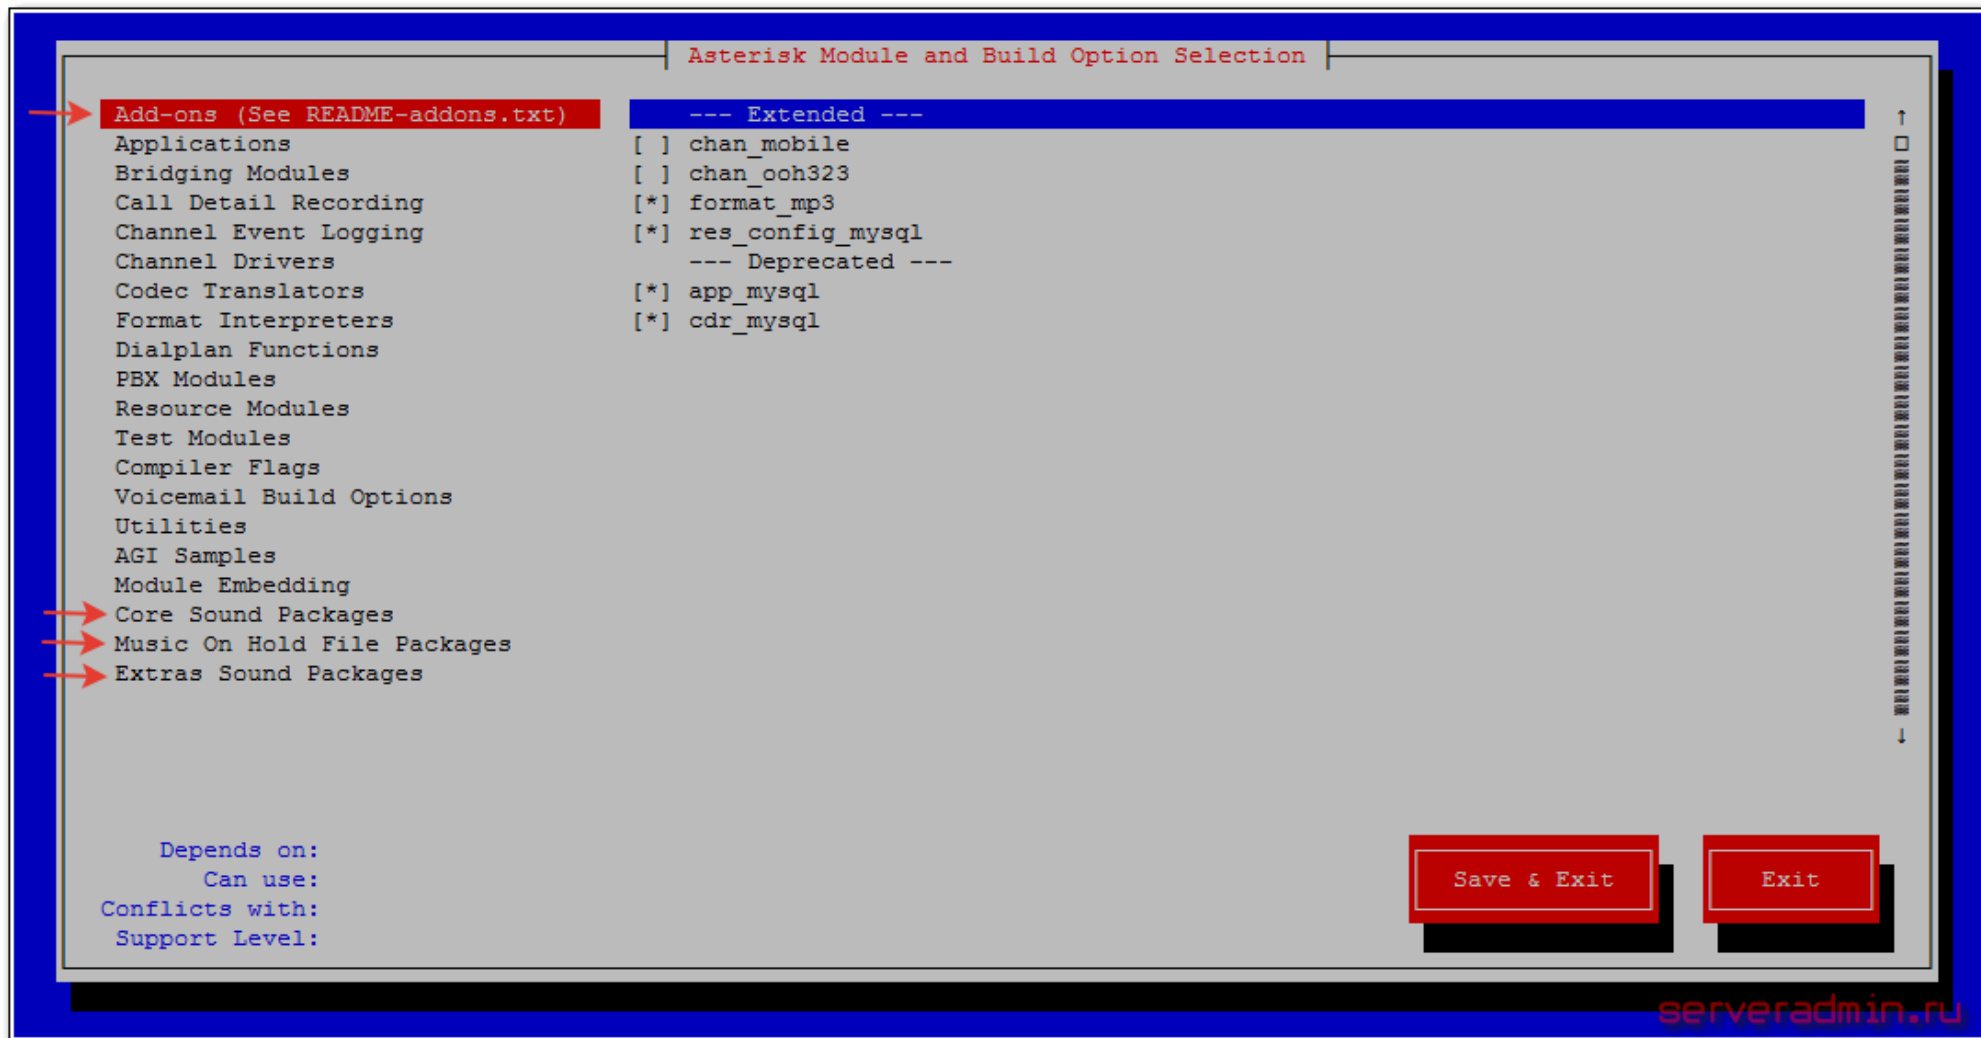 Asterisk Module and Build Option Selection
Add-ons (See README-addons.txt)
Applications
Bridging Modules
Call Detail Recording
Channel Event Logging
Channel Drivers
Codec Translators
Format Interpreters
Dialplan Functions
PBX Modules
Resource Modules
Test Modules
Compiler Flags
Voicemail Build Options
Utilities
AGI Samples
Module Embedding
Core Sound Packages
Music On Hold File Packages
Extras Sound Packages
--- Extended ---
[ ] chan_mobile
[ ] chan_ooh323
[*] format_mp3
[*] res_config_mysql
--- Deprecated ---
[*] app_mysql
[*] cdr_mysql
Depends on:
Can use:
Conflicts with:
Support Level:
Save & Exit
Exit
serveradmin.ru